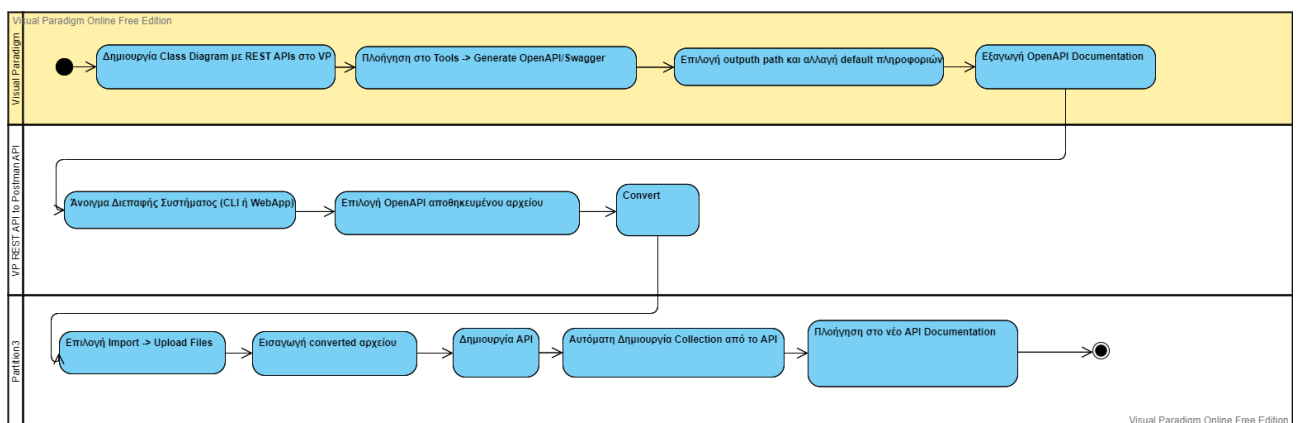 Visual Paradigm Online Free Edition
Visual Paradigm
Δημιουργία Class Diagram με REST APIs στο VP
Πλοήγηση στο Tools -> Generate OpenAPI/Swagger
Επιλογή outputh path και αλλαγή default πληροφοριών
Εξαγωγή OpenAPI Documentation
VP REST API to Postman API
Άνοιγμα Διεπαφής Συστήματος (CLI ή WebApp)
Επιλογή OpenAPI αποθηκευμένου αρχείου
Convert
Partition3
Επιλογή Import -> Upload Files
Εισαγωγή converted αρχείου
Δημιουργία API
Αυτόματη Δημιουργία Collection από το API
Πλοήγηση στο νέο API Documentation
Visual Paradigm Online Free Edition